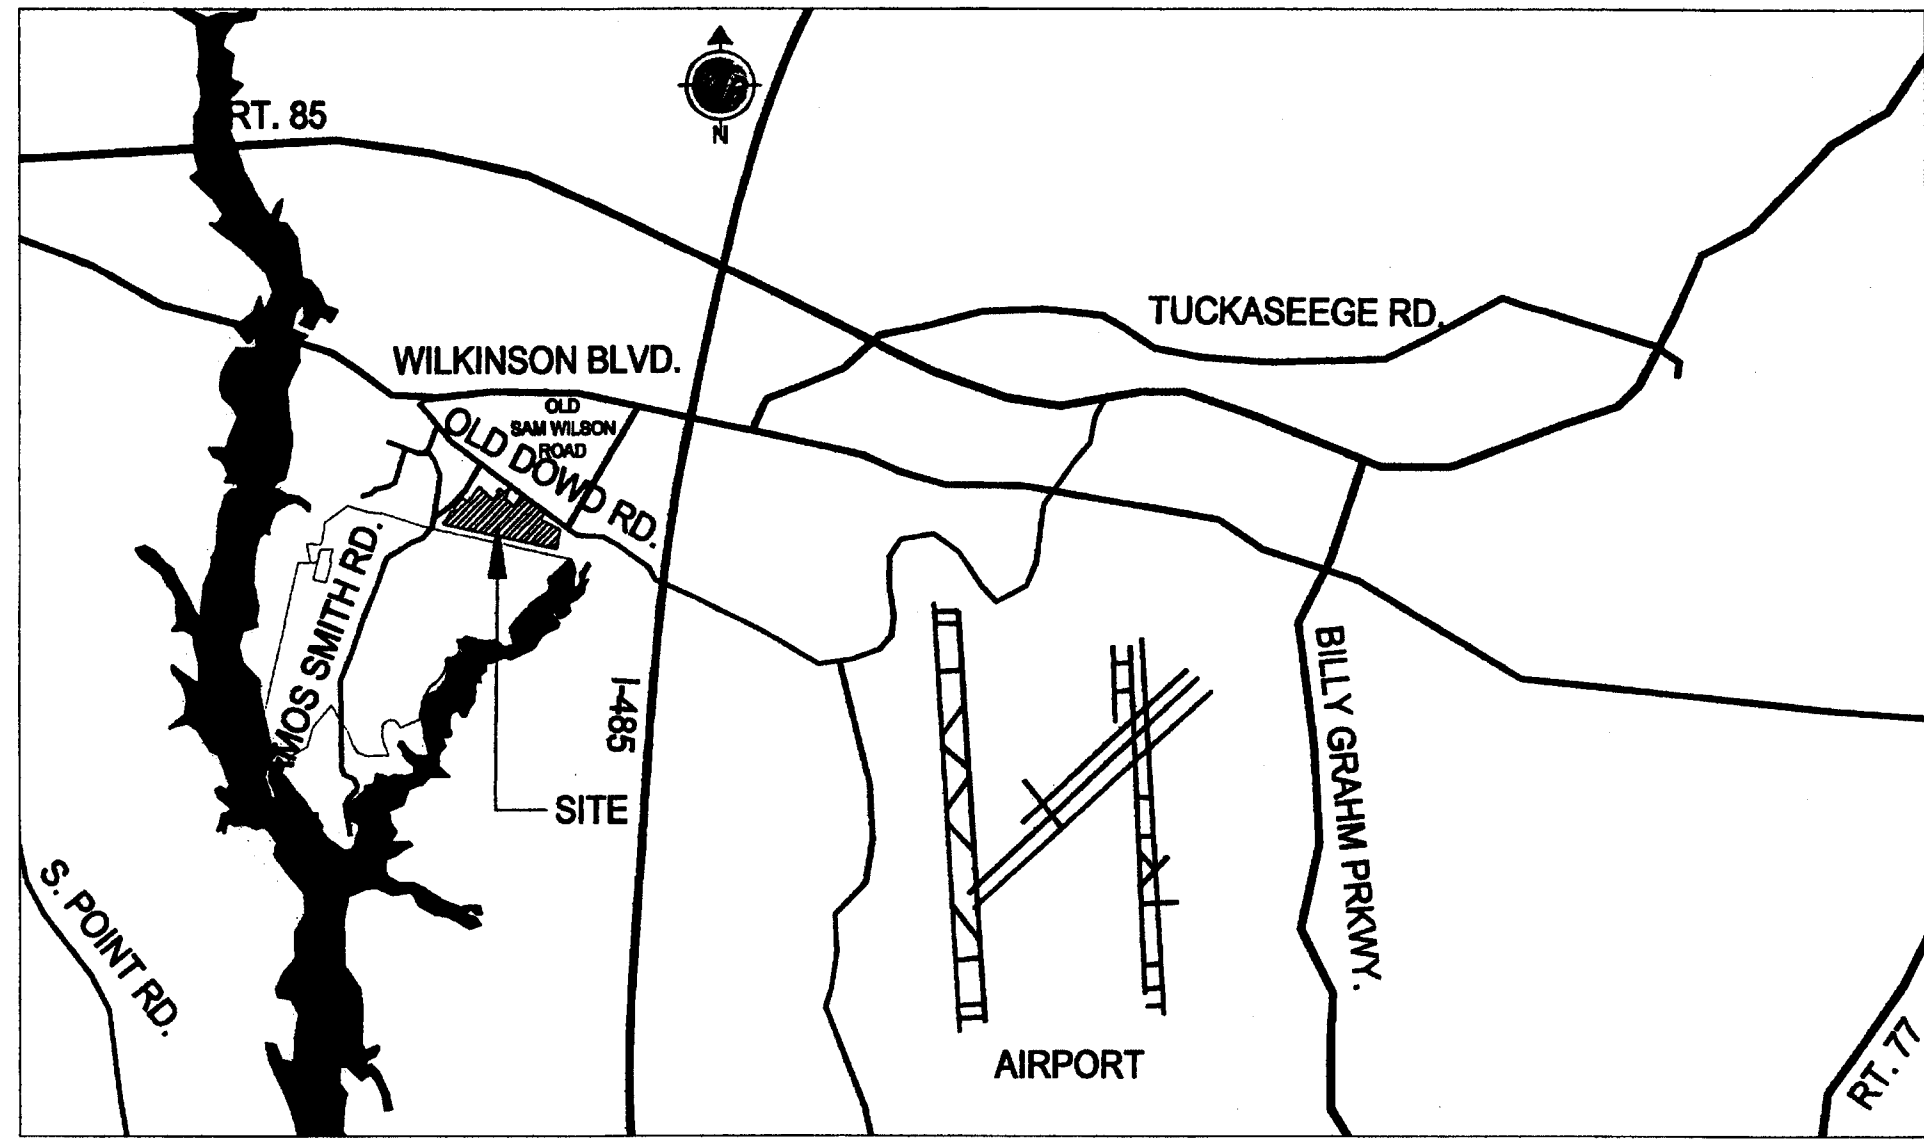 RT. 85
N
TUCKASEEGE RD.
WILKINSON BLVD.
OLD
SAM WILSON
ROAD
OLD DOWD RD.
MOS SMITH RD.
I-485
SITE
BILLY GRAHM PRKWY.
S. POINT RD.
AIRPORT
RT. 77